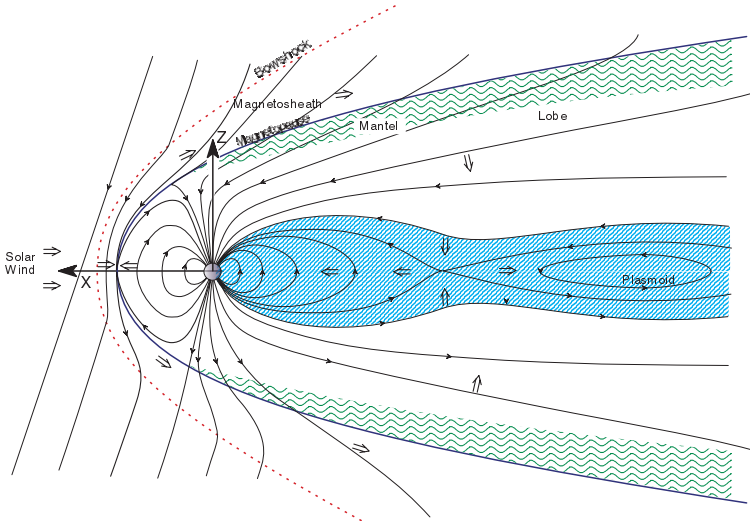 Bowshock
Magnetosheath
Magnetopause
Z
Mantel
Lobe
Solar
Wind
X
Plasmoid